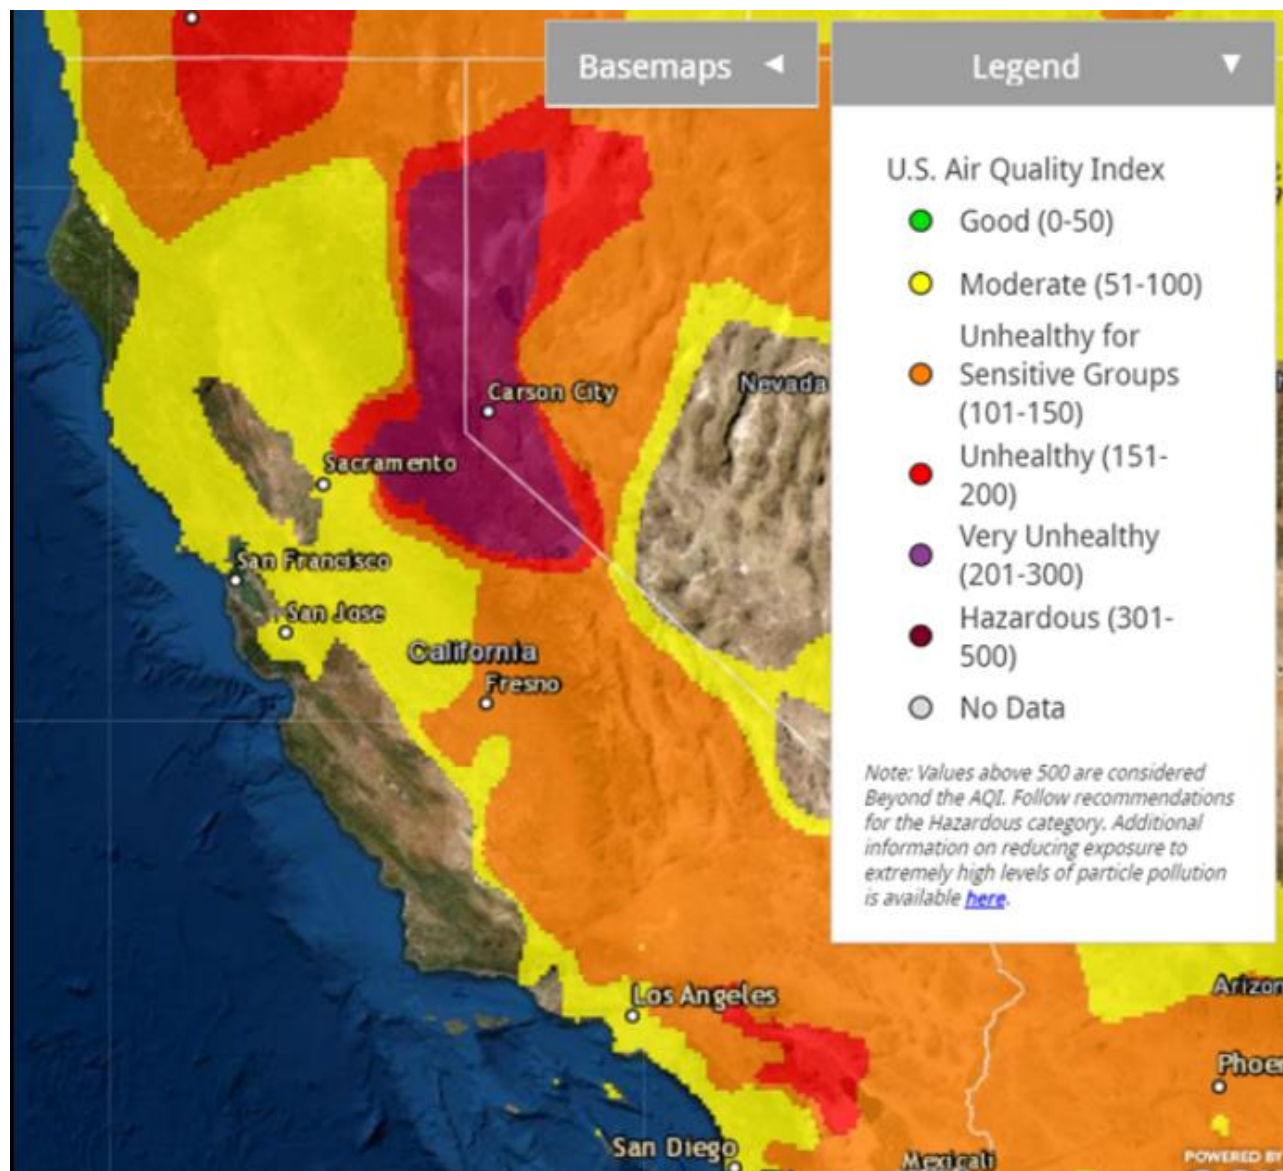 Basemaps
Legend
U.S. Air Quality Index
Good (0-50)
Moderate (51-100)
Unhealthy for
Sensitive Groups
(101-150)
Unhealthy (151-
200)
Very Unhealthy
(201-300)
Hazardous (301-
500)
No Data
Note: Values above 500 are considered
Beyond the AQI. Follow recommendations
for the Hazardous category. Additional
information on reducing exposure to
extremely high levels of particle pollution
is available here.
Nevada
Carson City
Sacramento
San Francisco
San Jose
California
Fresno
Los Angeles
Arizon
Phoe
San Diego
Mexicali
POWERED BY